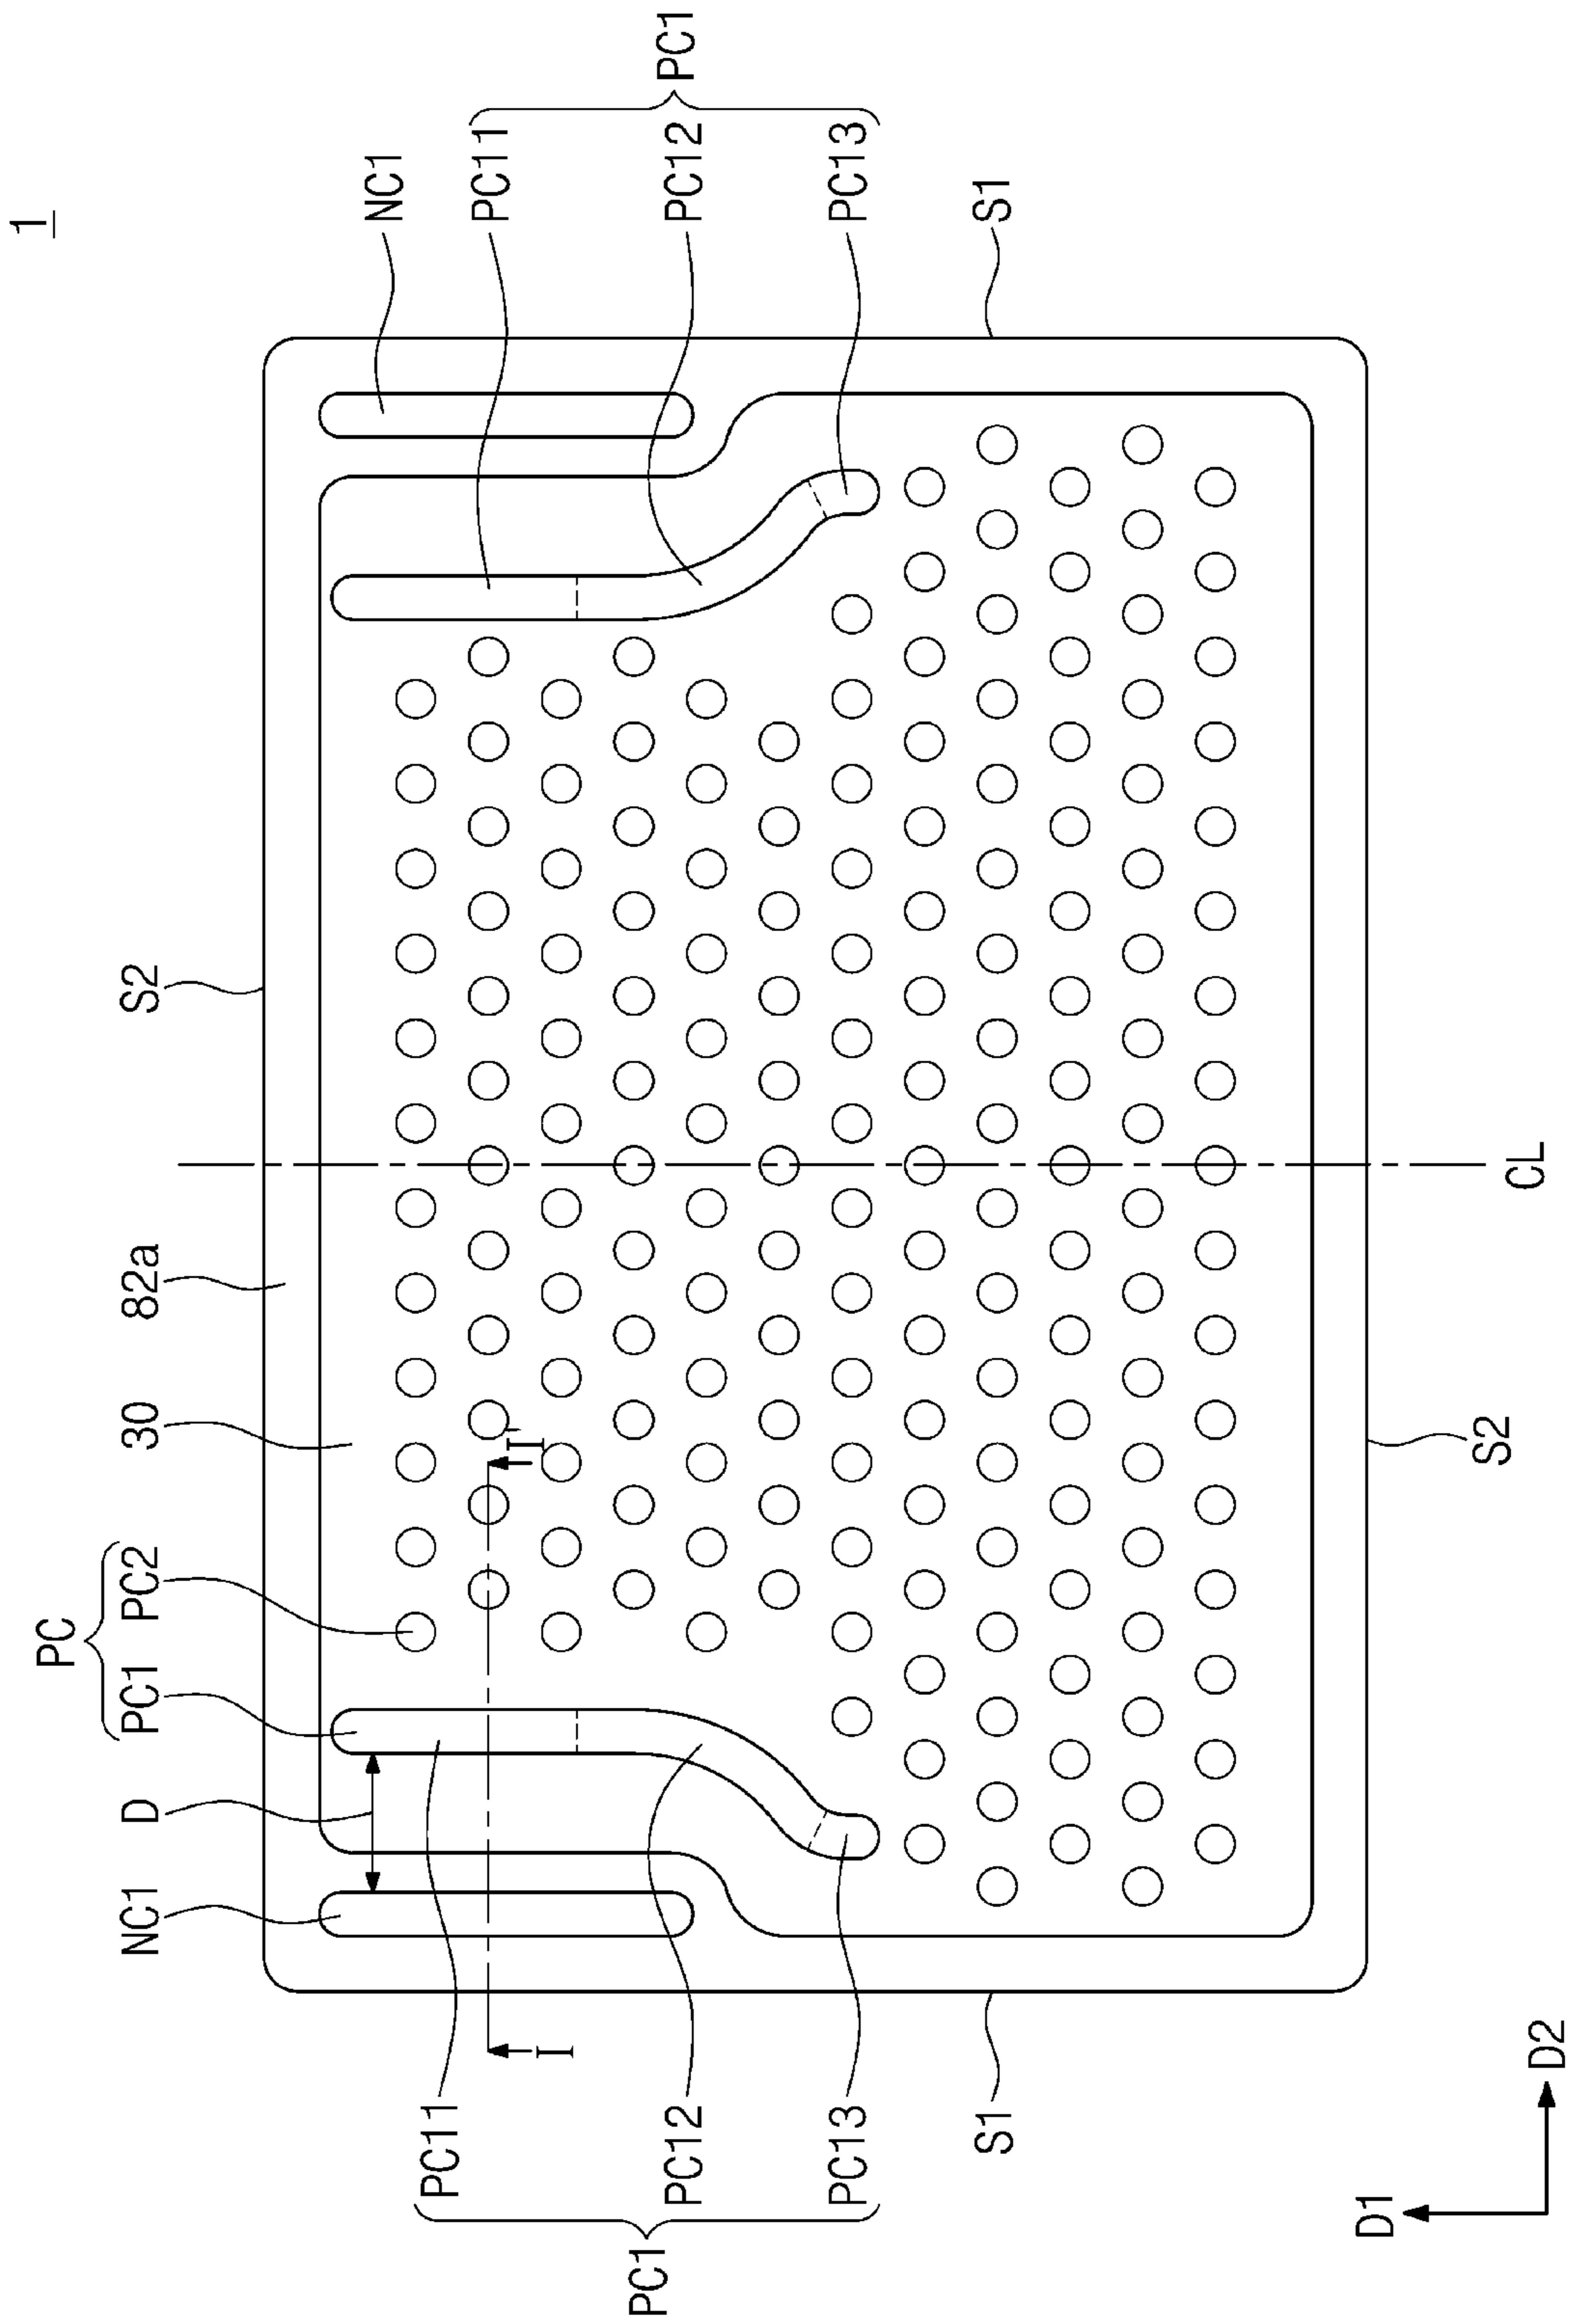 1
PC
NC1 D PC1 PC2 30 82a S2
NC1
PC11
PC11
I'
I
PC1
PC1
PC12
PC12
PC13
PC13
S1
S1
D1
S2
CL
D2